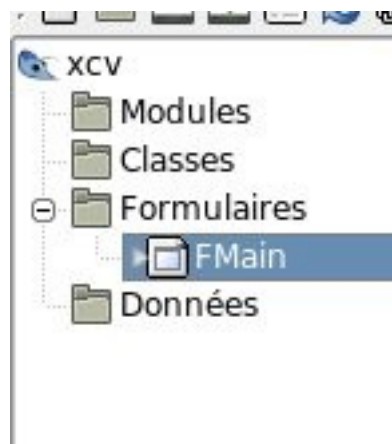 xcv
Modules
Classes
Formulaires
FMain
Données